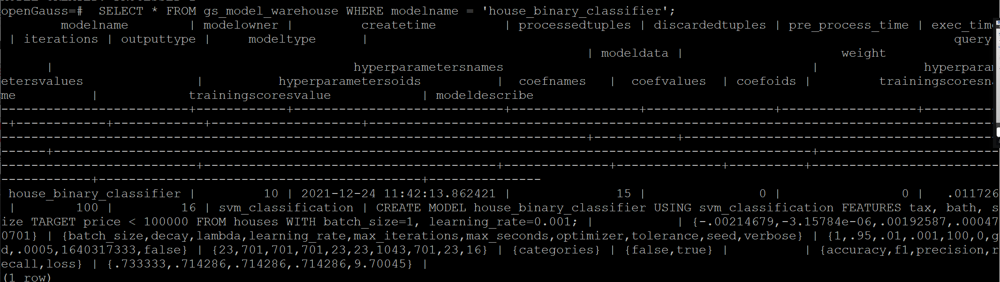 openGauss=#  SELECT * FROM gs_model_warehouse WHERE modelname = 'house_binary_classifier';
        modelname         | modelowner |         createtime         | processedtuples | discardedtuples | pre_process_time | exec_time
 | iterations | outputtype |     modeltype      |                                                                              query
                                                                              | modeldata |                     weight
      |                                        hyperparametersnames                                         |              hyperparam
etersvalues               |          hyperparametersoids          |  coefnames   |  coefvalues  | coefoids |         trainingscoresna
me          |            trainingscoresvalue            | modeldescribe
-------------------------+------------+----------------------------+-----------------+-----------------+------------------+----------
-+------------+------------+--------------------+------------------------------------------------------------------------------------
------------------------------------------------------------------------------+-----------+------------------------------------------
------+-----------------------------------------------------------------------------------------------------+------------------------
--------------------------+---------------------------------------+--------------+--------------+----------+-------------------------
------------+-------------------------------------------+---------------
 house_binary_classifier |         10 | 2021-12-24 11:42:13.862421 |              15 |               0 |                0 |   .011726
 |        100 |         16 | svm_classification | CREATE MODEL house_binary_classifier USING svm_classification FEATURES tax, bath, s
ize TARGET price < 100000 FROM houses WITH batch_size=1, learning_rate=0.001; |           | {-.00214679,-3.15784e-06,.00192587,.00047
0701} | {batch_size,decay,lambda,learning_rate,max_iterations,max_seconds,optimizer,tolerance,seed,verbose} | {1,.95,.01,.001,100,0,g
d,.0005,1640317333,false} | {23,701,701,701,23,23,1043,701,23,16} | {categories} | {false,true} |          | {accuracy,f1,precision,r
ecall,loss} | {.733333,.714286,.714286,.714286,9.70045} |
(1 row)